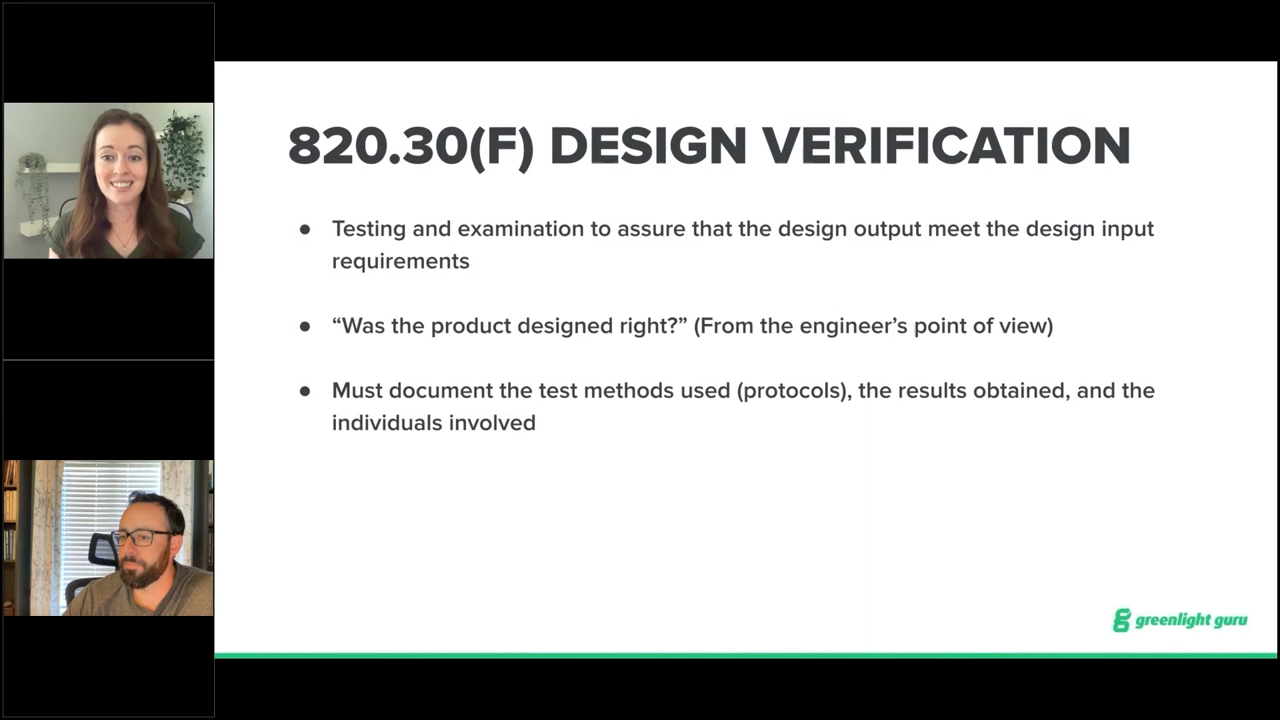 820.30(F) DESIGN VERIFICATION
● Testing and examination to assure that the design output meet the design input
requirements
● “Was the product designed right?” (From the engineer’s point of view)
● Must document the test methods used (protocols), the results obtained, and the
individuals involved
greenlight guru